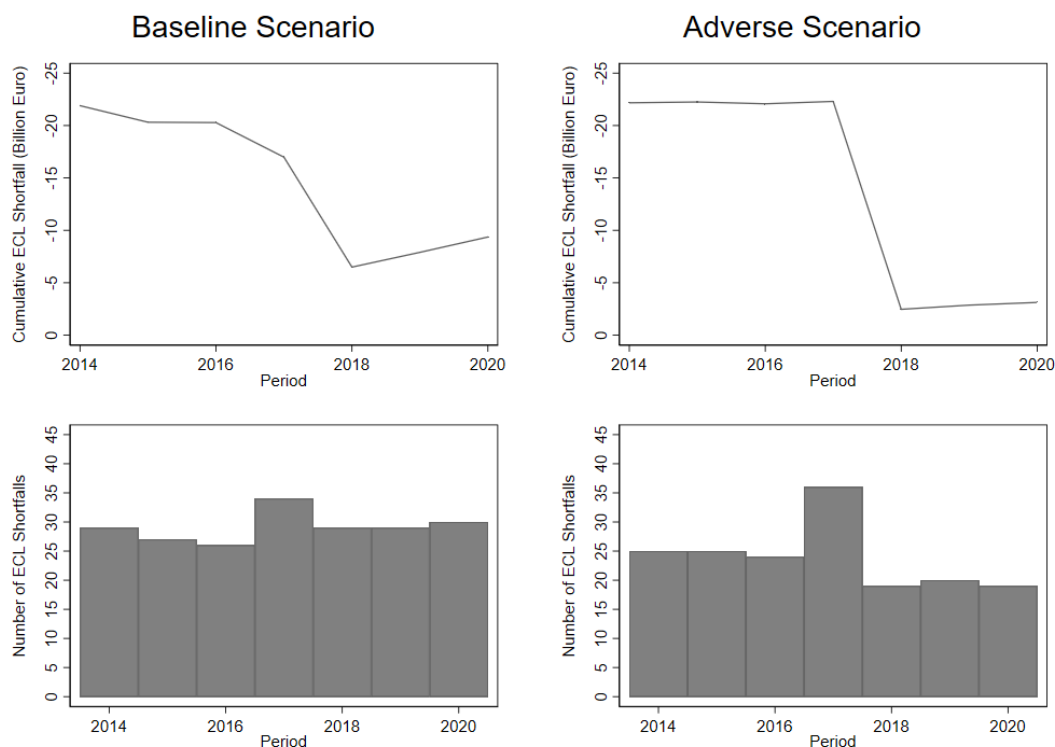 Baseline Scenario
Adverse Scenario
Cumulative ECL Shortfall (Billion Euro)
-25
-20
-15
-10
-5
0
2014 2016 2018 2020
Period
Cumulative ECL Shortfall (Billion Euro)
-25
-20
-15
-10
-5
0
2014 2016 2018 2020
Period
Number of ECL Shortfalls
45
40
35
30
25
20
15
10
5
0
2014 2016 2018 2020
Period
Number of ECL Shortfalls
45
40
35
30
25
20
15
10
5
0
2014 2016 2018 2020
Period